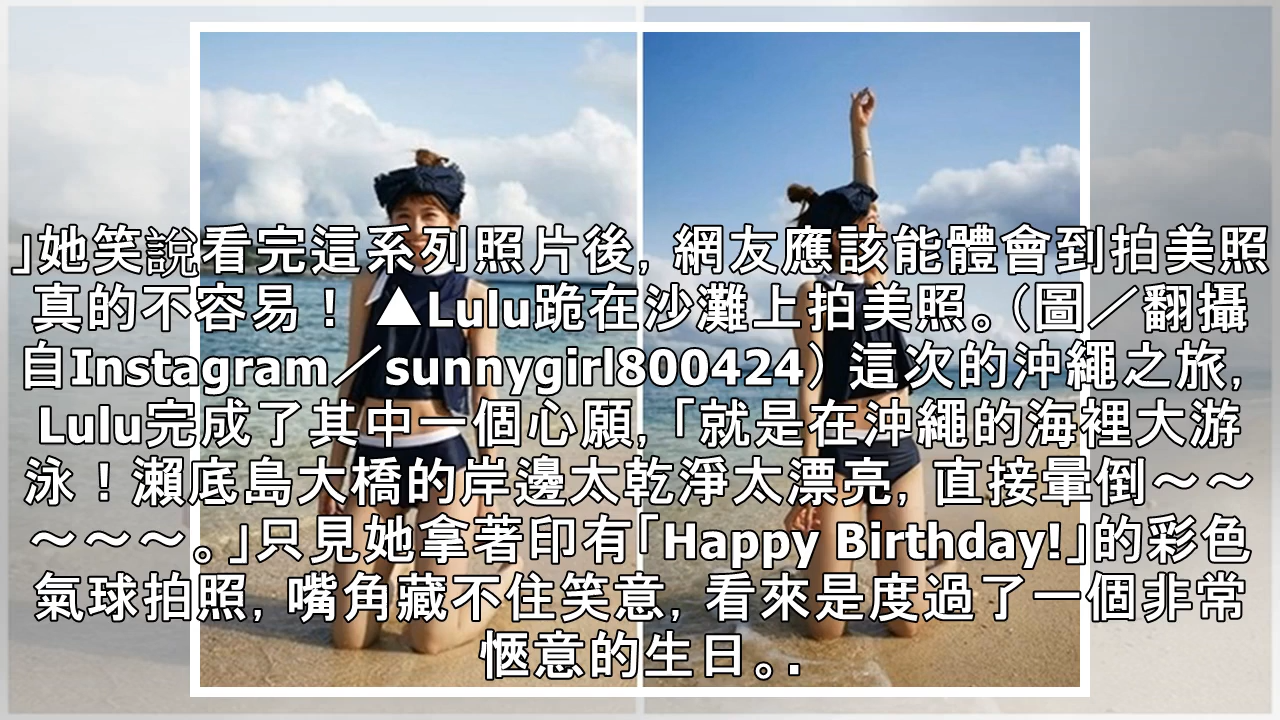 」她笑說看完這系列照片後, 網友應該能體會到拍美照
真的不容易！ ▲Lulu跪在沙灘上拍美照。（圖／翻攝
自Instagram／sunnygirl800424）這次的沖繩之旅,
Lulu完成了其中一個心願,「就是在沖繩的海裡大游
泳！瀨底島大橋的岸邊太乾淨太漂亮, 直接暈倒～～
～～～。」只見她拿著印有「Happy Birthday!」的彩色
氣球拍照, 嘴角藏不住笑意, 看來是度過了一個非常
愜意的生日。.